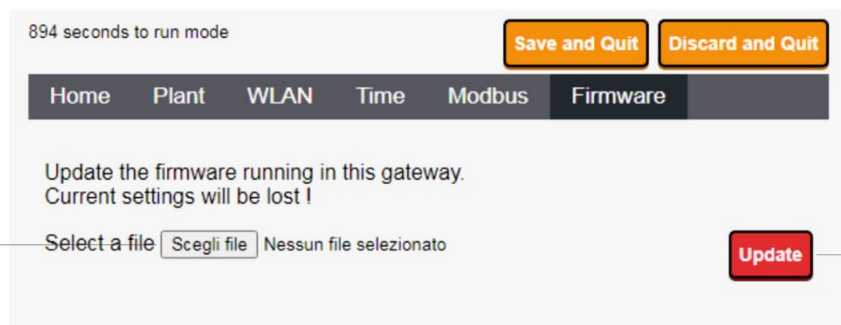 894 seconds to run mode
Save and Quit
Discard and Quit
Home Plant WLAN Time Modbus Firmware
Update the firmware running in this gateway.
Current settings will be lost !
Select a file Scegli file Nessun file selezionato
Update